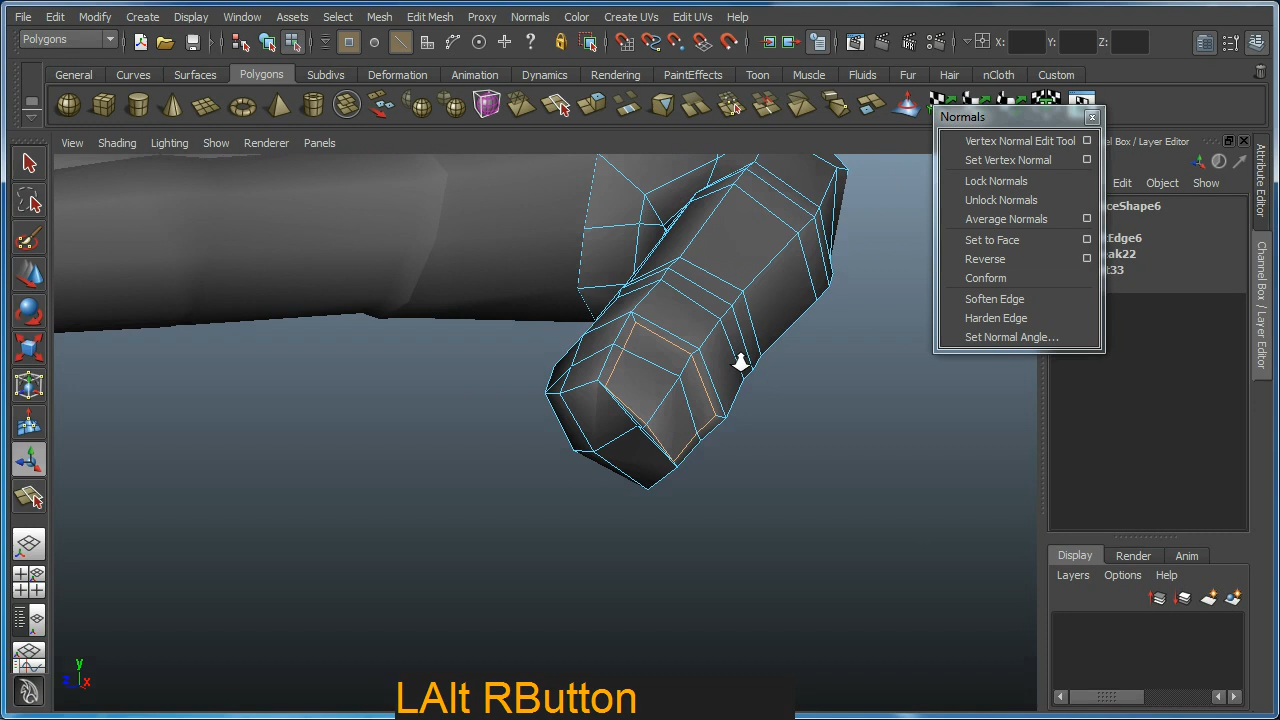 File Edit Modify Create Display Window Assets Select Mesh Edit Mesh Proxy Normals Color Create UVs Edit UVs Help
Polygons X: Y: Z:
General Curves Surfaces Polygons Subdivs Deformation Animation Dynamics Rendering PaintEffects Toon Muscle Fluids Fur Hair nCloth Custom
View Shading Lighting Show Renderer Panels
Normals
Vertex Normal Edit Tool
Set Vertex Normal
Lock Normals
Unlock Normals
Average Normals
Set to Face
Reverse
Conform
Soften Edge
Harden Edge
Set Normal Angle...
l Box / Layer Editor
Edit Object Show
ceShape6
tEdge6
eak22
t33
Attribute Editor
Channel Box / Layer Editor
Display Render Anim
Layers Options Help
y
z x
LAlt RButton